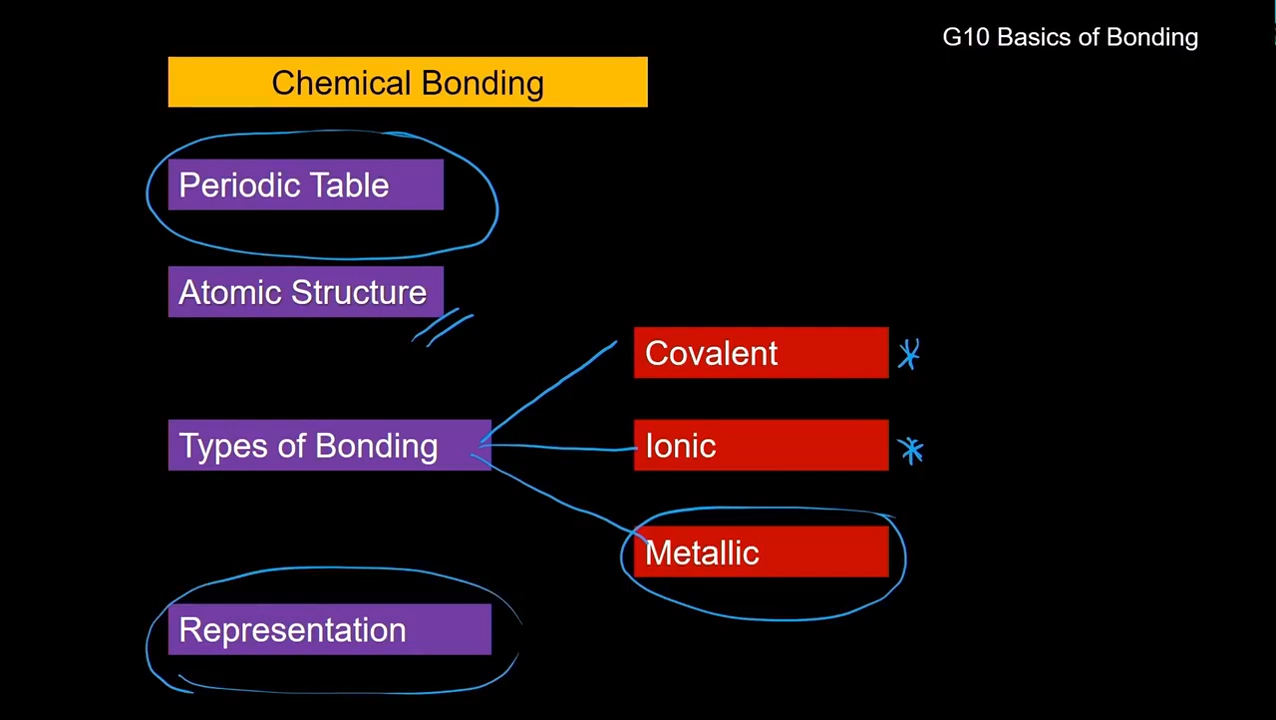 G10 Basics of Bonding
Chemical Bonding
Periodic Table
Atomic Structure
Types of Bonding
Covalent
Ionic
Metallic
Representation